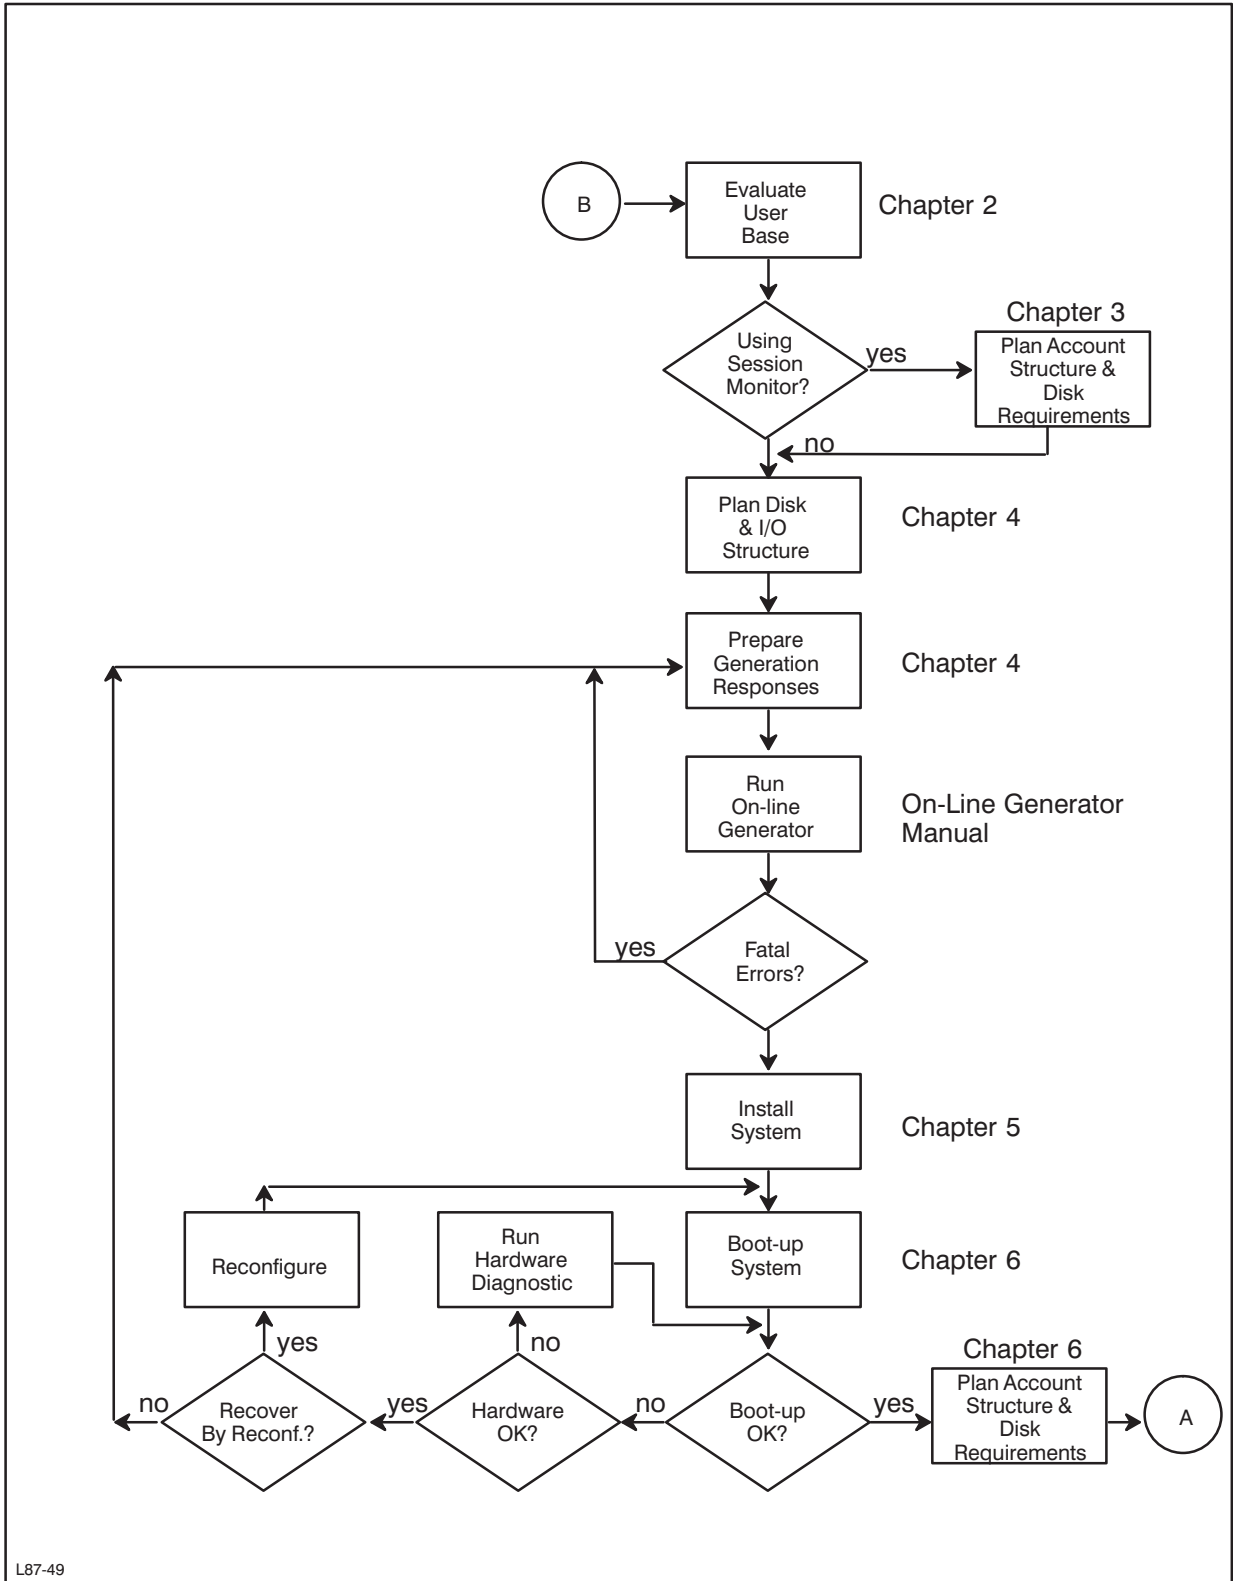 B
Evaluate
User
Base
Chapter 2
Using
Session
Monitor?
yes
Chapter 3
Plan Account
Structure &
Disk
Requirements
no
Plan Disk
& I/O
Structure
Chapter 4
Prepare
Generation
Responses
Chapter 4
Run
On-line
Generator
On-Line Generator
Manual
Fatal
Errors?
yes
Install
System
Chapter 5
Reconfigure
Run
Hardware
Diagnostic
Boot-up
System
Chapter 6
yes
no
no
Recover
By Reconf.?
yes
Hardware
OK?
no
Boot-up
OK?
yes
Chapter 6
Plan Account
Structure &
Disk
Requirements
A
L87-49